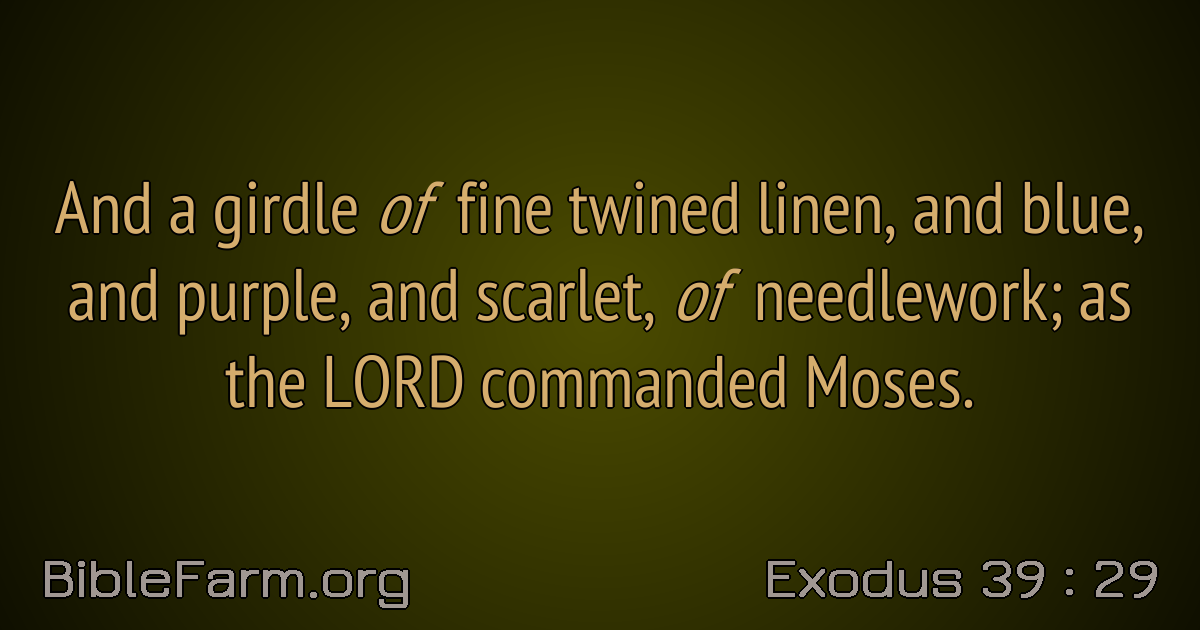 And a girdle of fine twined linen, and blue,
and purple, and scarlet, of needlework; as
the LORD commanded Moses.
BibleFarm.org
Exodus 39 : 29